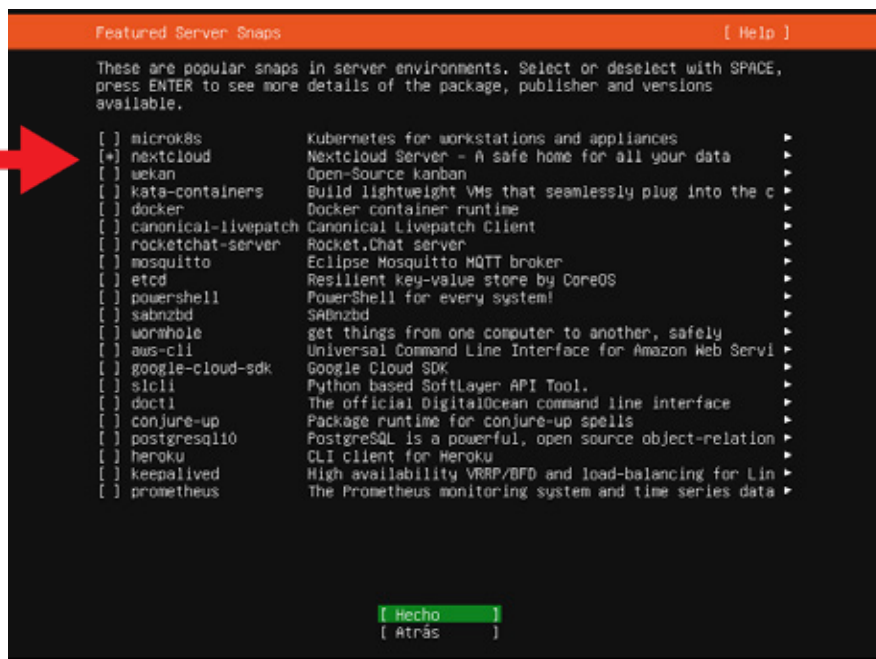 Featured Server Snaps [ Help ]
These are popular snaps in server environments. Select or deselect with SPACE,
press ENTER to see more details of the package, publisher and versions
available.
[ ] microk8s Kubernetes for workstations and appliances ►
[*] nextcloud Nextcloud Server - A safe home for all your data ►
[ ] wekan Open-Source kanban ►
[ ] kata-containers Build lightweight VMs that seamlessly plug into the c ►
[ ] docker Docker container runtime ►
[ ] canonical-livepatch Canonical Livepatch Client ►
[ ] rocketchat-server Rocket.Chat server ►
[ ] mosquitto Eclipse Mosquitto MQTT broker ►
[ ] etcd Resilient key-value store by CoreOS ►
[ ] powershell PowerShell for every system! ►
[ ] sabnzbd SABnzbd ►
[ ] wormhole get things from one computer to another, safely ►
[ ] aws-cli Universal Command Line Interface for Amazon Web Servi ►
[ ] google-cloud-sdk Google Cloud SDK ►
[ ] slcli Python based SoftLayer API Tool. ►
[ ] doctl The official DigitalOcean command line interface ►
[ ] conjure-up Package runtime for conjure-up spells ►
[ ] postgresql10 PostgreSQL is a powerful, open source object-relation ►
[ ] heroku CLI client for Heroku ►
[ ] keepalived High availability VRRP/BFD and load-balancing for Lin ►
[ ] prometheus The Prometheus monitoring system and time series data ►
[ Hecho ]
[ Atrás ]